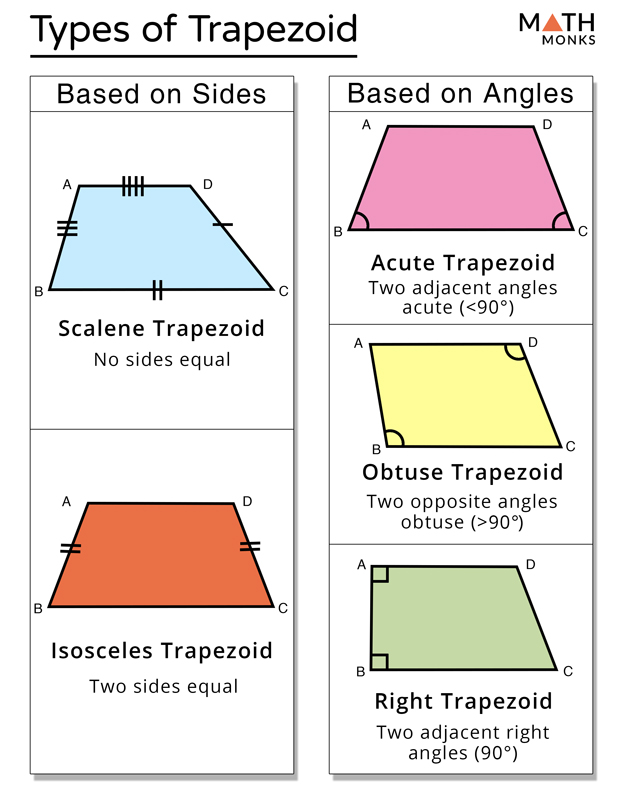 Types of Trapezoid
MATH
MONKS
Based on Sides
A
D
B
C
Scalene Trapezoid
No sides equal
A
D
B
C
Isosceles Trapezoid
Two sides equal
Based on Angles
A
D
B
C
Acute Trapezoid
Two adjacent angles
acute (<90°)
A
D
B
C
Obtuse Trapezoid
Two opposite angles
obtuse (>90°)
A
D
B
C
Right Trapezoid
Two adjacent right
angles (90°)